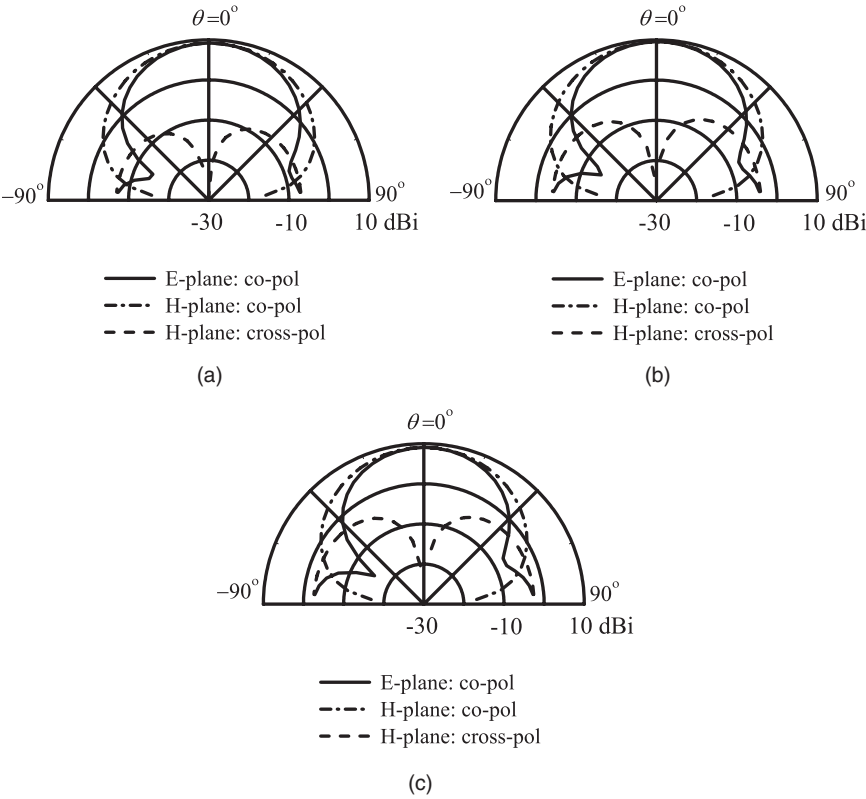 θ=0°
−90°
90°
-30
-10
10 dBi
E-plane: co-pol
H-plane: co-pol
H-plane: cross-pol
(a)
θ=0°
−90°
90°
-30
-10
10 dBi
E-plane: co-pol
H-plane: co-pol
H-plane: cross-pol
(b)
θ=0°
−90°
90°
-30
-10
10 dBi
E-plane: co-pol
H-plane: co-pol
H-plane: cross-pol
(c)